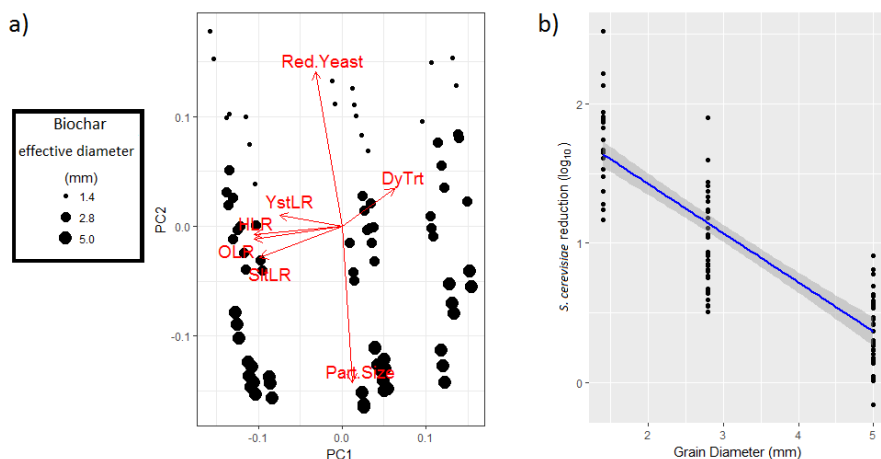 a)
Biochar
effective diameter
(mm)
1.4
2.8
5.0
PC2
0.1
0.0
-0.1
Red.Yeast
DyTrt
YstLR
HLR
OLR
SltLR
Part.Size
-0.1
0.0
0.1
PC1
b)
S. cerevisiae reduction (log10)
2
1
0
2
3
4
5
Grain Diameter (mm)